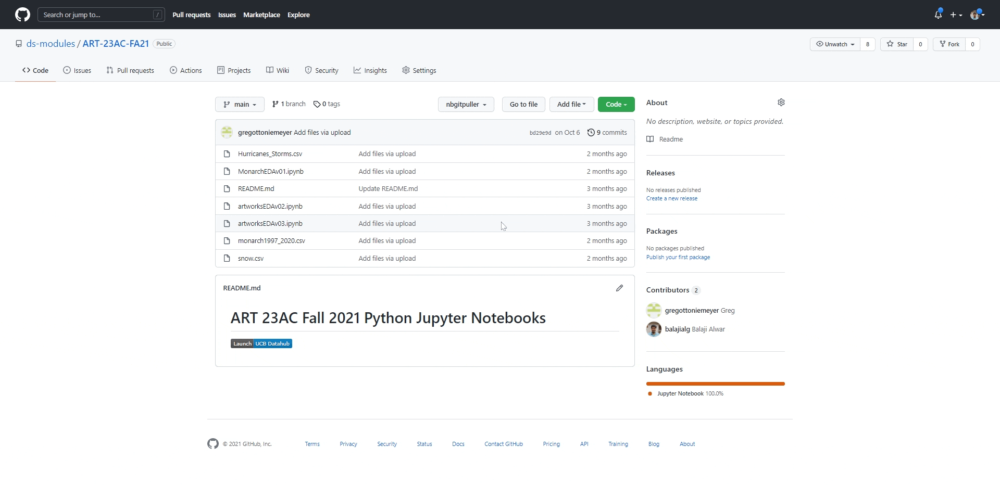 Search or jump to... / Pull requests Issues Marketplace Explore
ds-modules / ART-23AC-FA21 Public
Unwatch 8 Star 0 Fork 0
Code Issues Pull requests Actions Projects Wiki Security Insights Settings
main 1 branch 0 tags nbgitpuller Go to file Add file Code
gregottoniemeyer Add files via upload bd29e9d on Oct 6 9 commits
Hurricanes_Storms.csv Add files via upload 2 months ago
MonarchEDAv01.ipynb Add files via upload 2 months ago
README.md Update README.md 3 months ago
artworksEDAv02.ipynb Add files via upload 3 months ago
artworksEDAv03.ipynb Add files via upload 3 months ago
monarch1997_2020.csv Add files via upload 2 months ago
snow.csv Add files via upload 2 months ago
README.md
ART 23AC Fall 2021 Python Jupyter Notebooks
Launch UCB Datahub
About
No description, website, or topics provided.
Readme
Releases
No releases published
Create a new release
Packages
No packages published
Publish your first package
Contributors 2
gregottoniemeyer Greg
balajialg Balaji Alwar
Languages
Jupyter Notebook 100.0%
© 2021 GitHub, Inc. Terms Privacy Security Status Docs Contact GitHub Pricing API Training Blog About